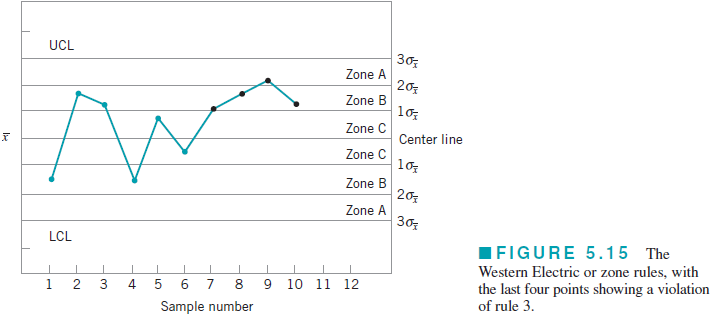 UCL
Zone A
3σx̅
2σx̅
Zone B
1σx̅
Zone C
Center line
x̅
Zone C
1σx̅
Zone B
2σx̅
Zone A
3σx̅
LCL
1 2 3 4 5 6 7 8 9 10 11 12
Sample number
■ FIGURE 5.15 The
Western Electric or zone rules, with
the last four points showing a violation
of rule 3.